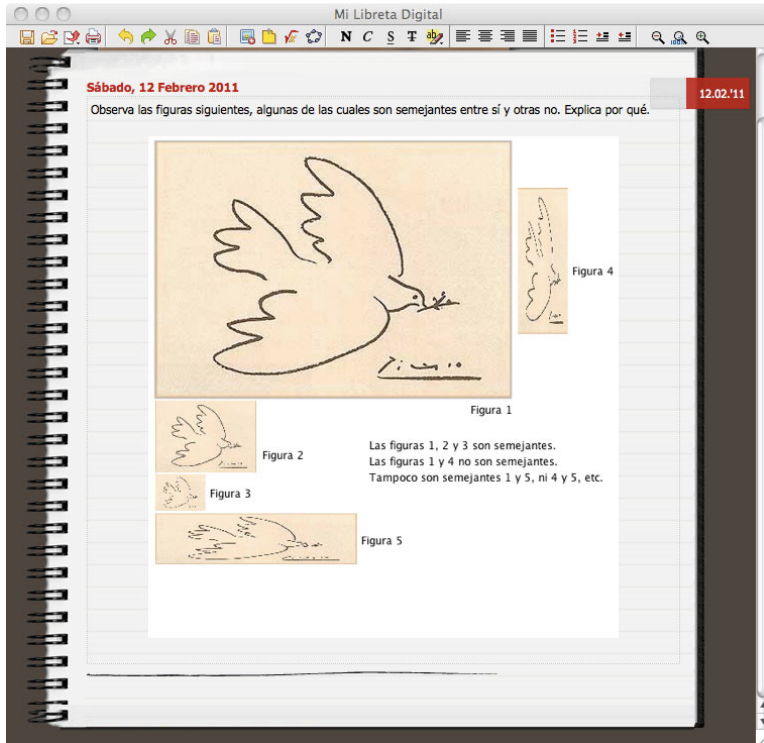 Mi Libreta Digital
N C S T ab
Sábado, 12 Febrero 2011
12.02.'11
Observa las figuras siguientes, algunas de las cuales son semejantes entre sí y otras no. Explica por qué.
Picasso
Figura 4
Figura 1
Figura 2
Las figuras 1, 2 y 3 son semejantes.
Las figuras 1 y 4 no son semejantes.
Tampoco son semejantes 1 y 5, ni 4 y 5, etc.
Figura 3
Figura 5